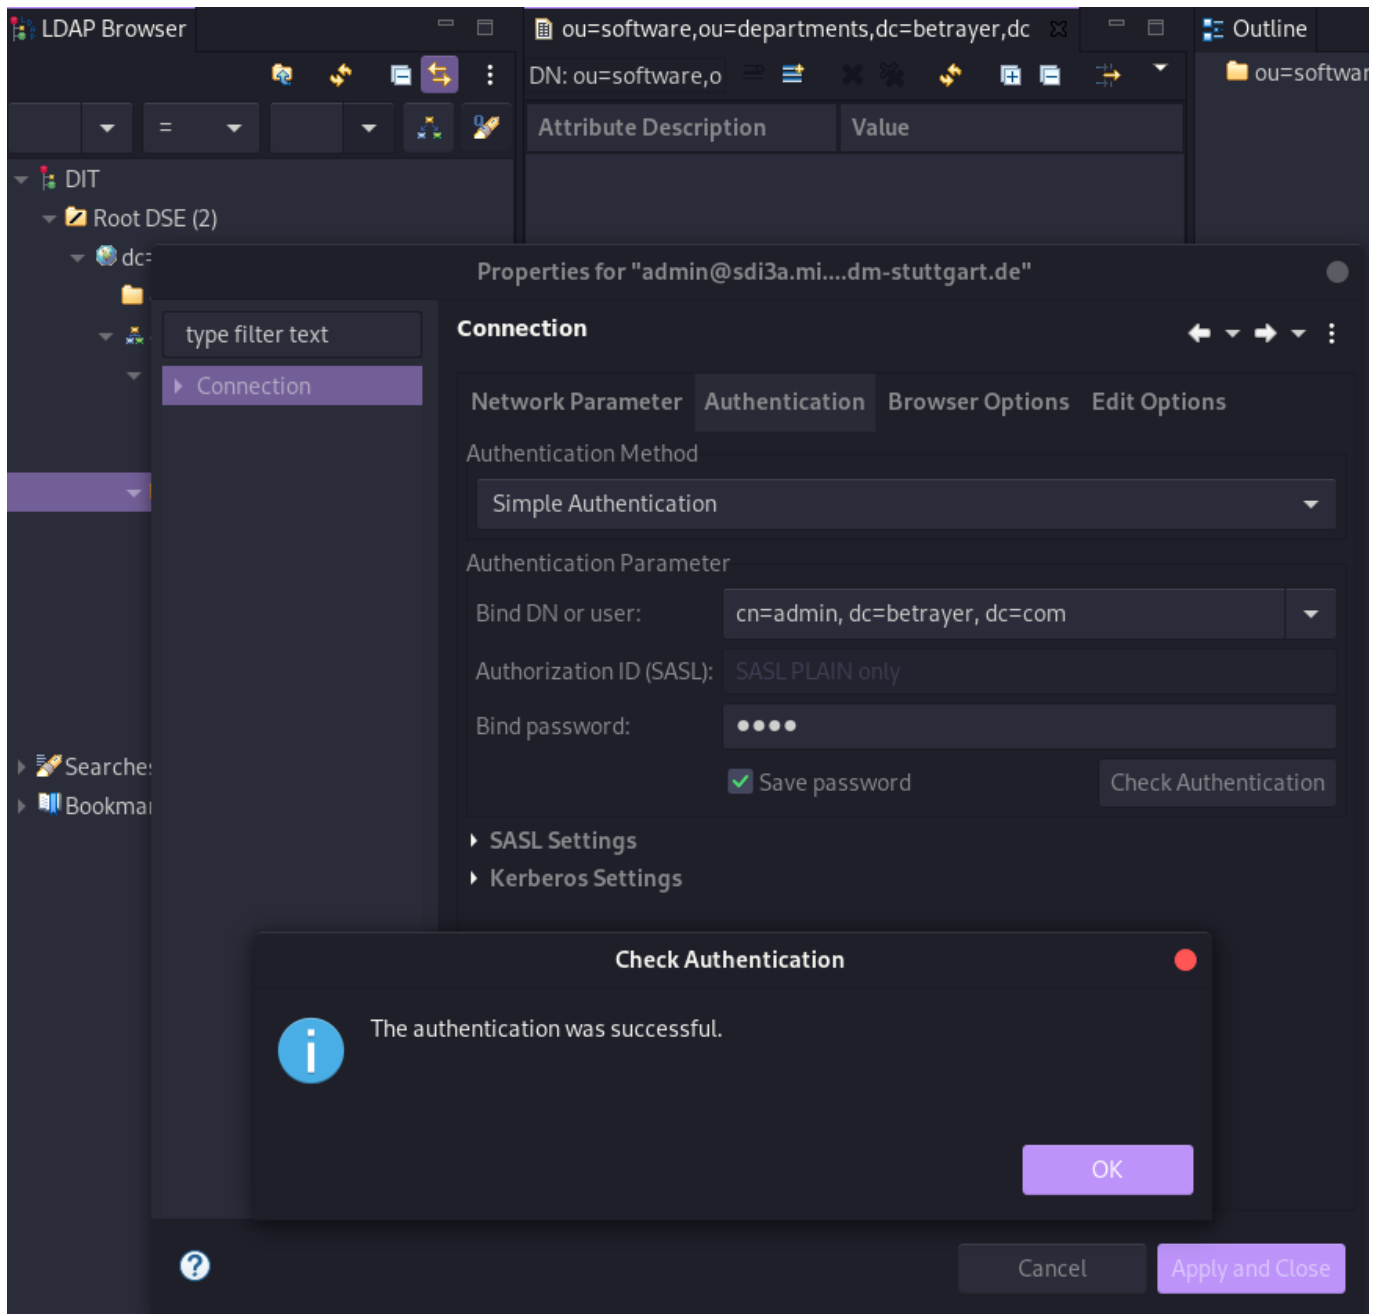 LDAP Browser
ou=software,ou=departments,dc=betrayer,dc
Outline
DN: ou=software,o
ou=softwar
=
Attribute Description
Value
DIT
Root DSE (2)
dc=
Properties for "admin@sdi3a.mi....dm-stuttgart.de"
type filter text
Connection
Connection
Network Parameter
Authentication
Browser Options
Edit Options
Authentication Method
Simple Authentication
Authentication Parameter
Bind DN or user:
cn=admin, dc=betrayer, dc=com
Authorization ID (SASL):
SASL PLAIN only
Bind password:
●●●●
Save password
Check Authentication
Searches
Bookmar
SASL Settings
Kerberos Settings
Check Authentication
The authentication was successful.
OK
Cancel
Apply and Close